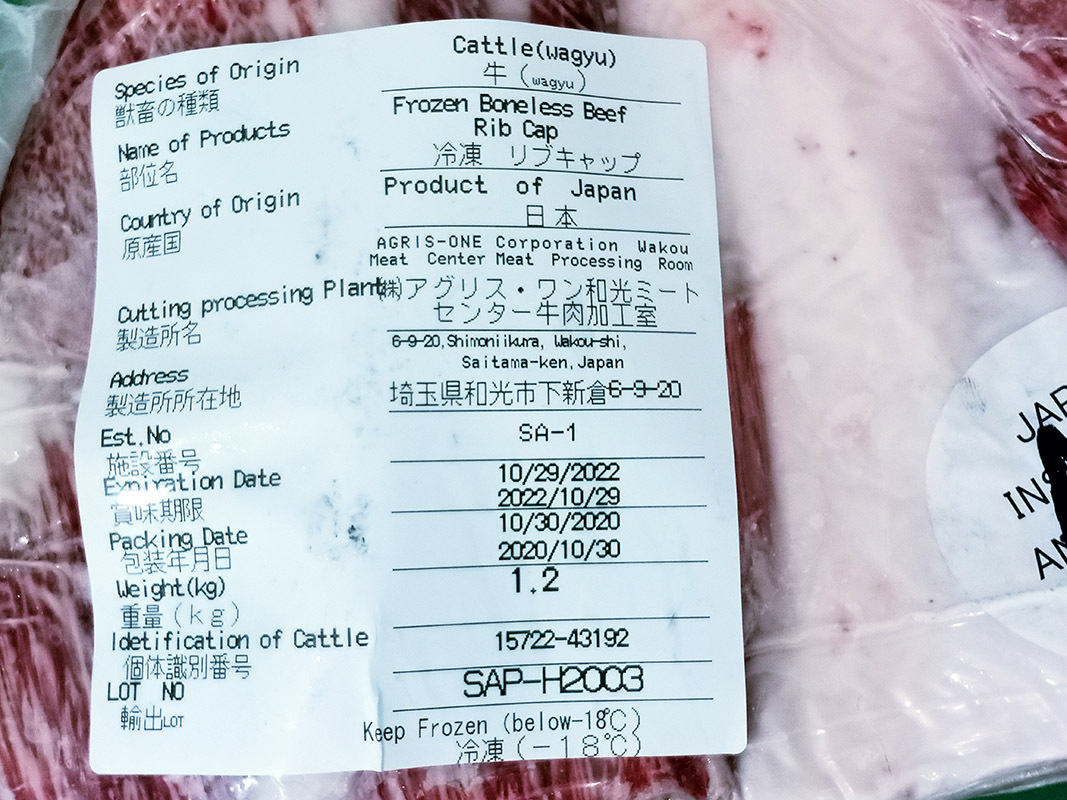 Species of Origin
獣畜の種類
Cattle(wagyu)
牛（wagyu）
Name of Products
部位名
Frozen Boneless Beef
Rib Cap
冷凍　リブキャップ
Country of Origin
原産国
Product of Japan
日本
Cutting processing Plant
製造所名
AGRIS-ONE Corporation Wakou
Meat Center Meat Processing Room
㈱アグリス・ワン和光ミート
センター牛肉加工室
Address
製造所所在地
6-9-20,Shimoniikura, Wakou-shi,
Saitama-ken,Japan
埼玉県和光市下新倉6-9-20
Est.No
施設番号
SA-1
Expiration Date
賞味期限
10/29/2022
2022/10/29
Packing Date
包装年月日
10/30/2020
2020/10/30
Weight(kg)
重量（ｋｇ）
1.2
Idetification of Cattle
個体識別番号
15722-43192
LOT NO
輸出LOT
SAP-H2003
Keep Frozen (below-18℃)
冷凍（－１８℃）